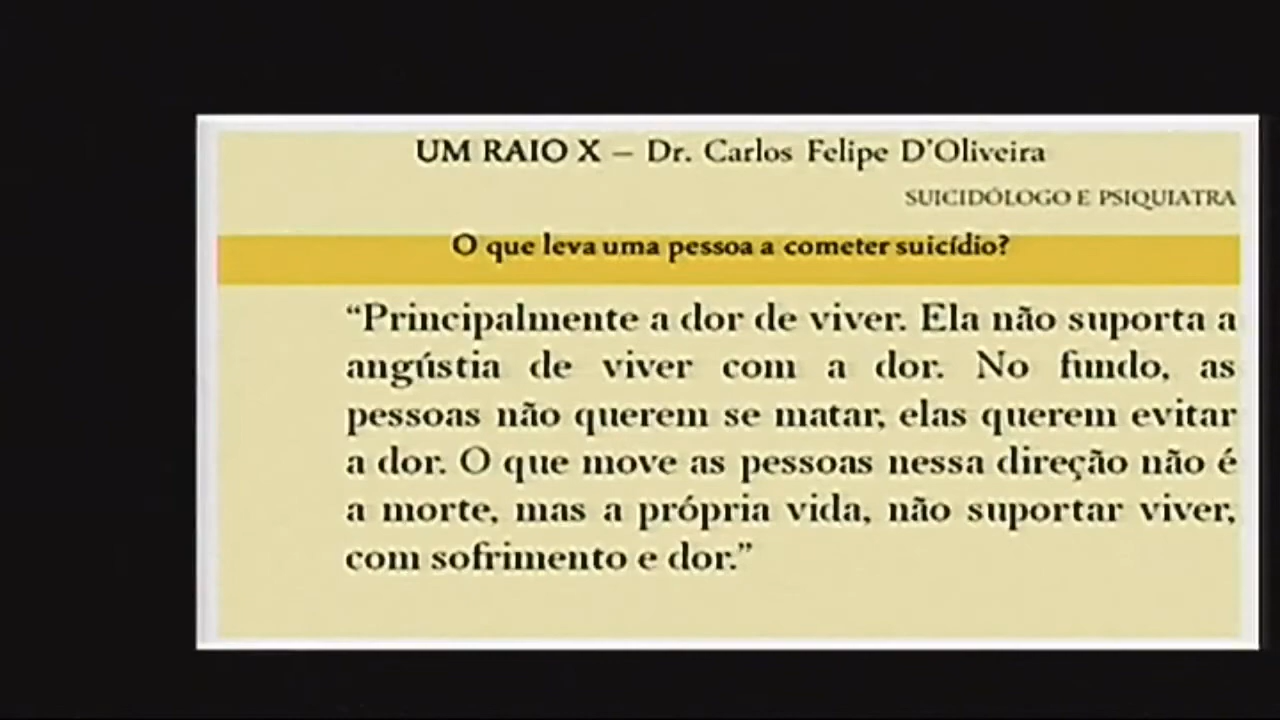 UM RAIO X – Dr. Carlos Felipe D'Oliveira
SUICIDÓLOGO E PSIQUIATRA
O que leva uma pessoa a cometer suicídio?
“Principalmente a dor de viver. Ela não suporta a
angústia de viver com a dor. No fundo, as
pessoas não querem se matar, elas querem evitar
a dor. O que move as pessoas nessa direção não é
a morte, mas a própria vida, não suportar viver,
com sofrimento e dor.”